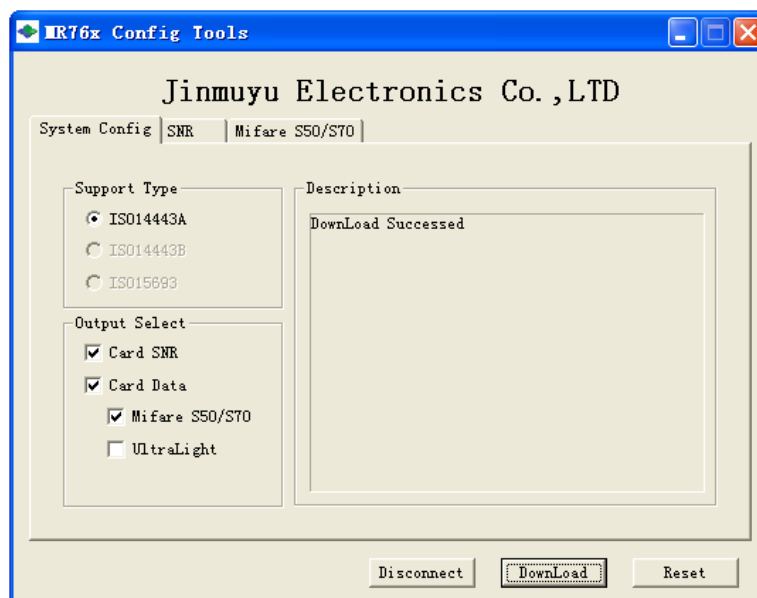 MR76x Config Tools
Jinmuyu Electronics Co.,LTD
System Config SNR Mifare S50/S70
Support Type
ISO14443A
ISO14443B
ISO15693
Output Select
Card SNR
Card Data
Mifare S50/S70
UltraLight
Description
DownLoad Successed
Disconnect DownLoad Reset